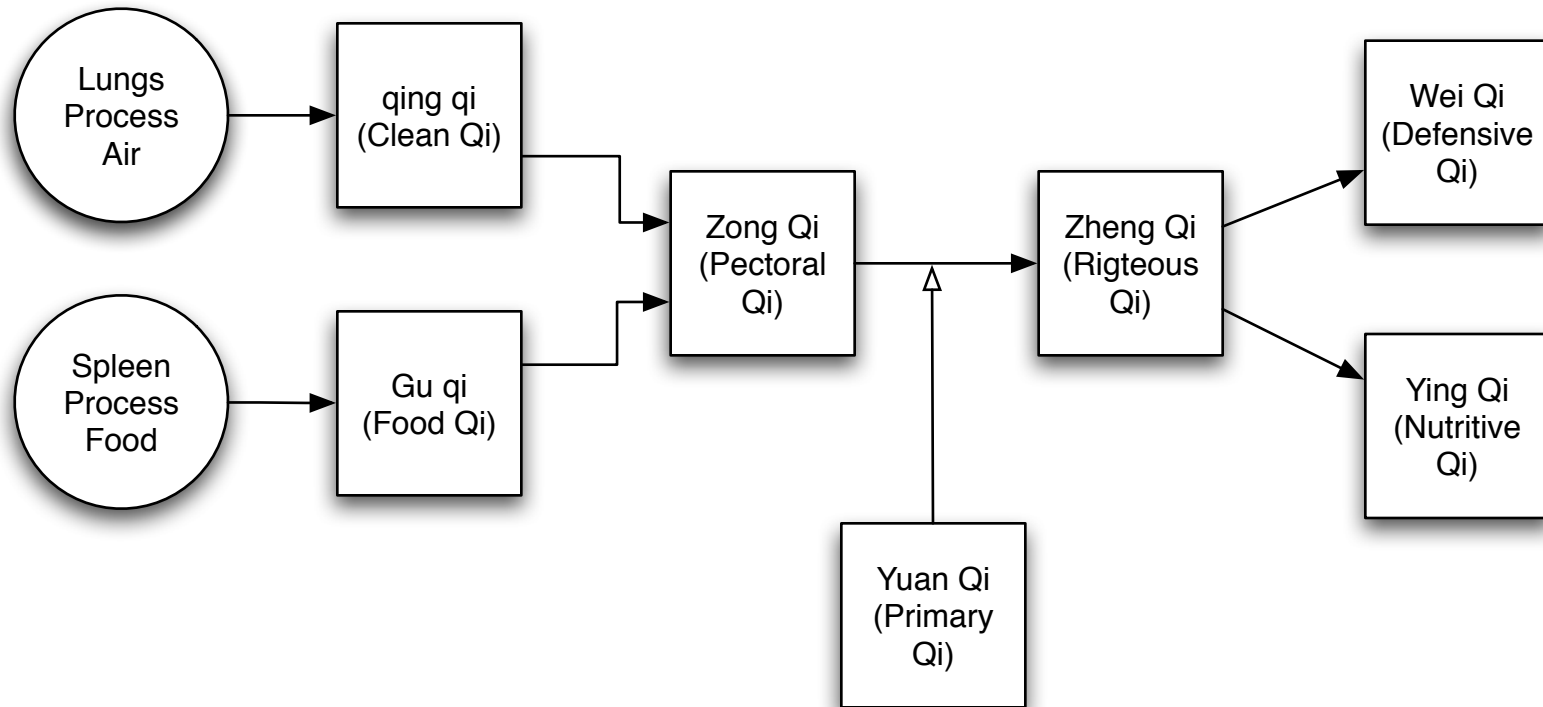 Lungs
Process
Air
qing qi
(Clean Qi)
Spleen
Process
Food
Gu qi
(Food Qi)
Zong Qi
(Pectoral
Qi)
Yuan Qi
(Primary
Qi)
Zheng Qi
(Rigteous
Qi)
Wei Qi
(Defensive
Qi)
Ying Qi
(Nutritive
Qi)